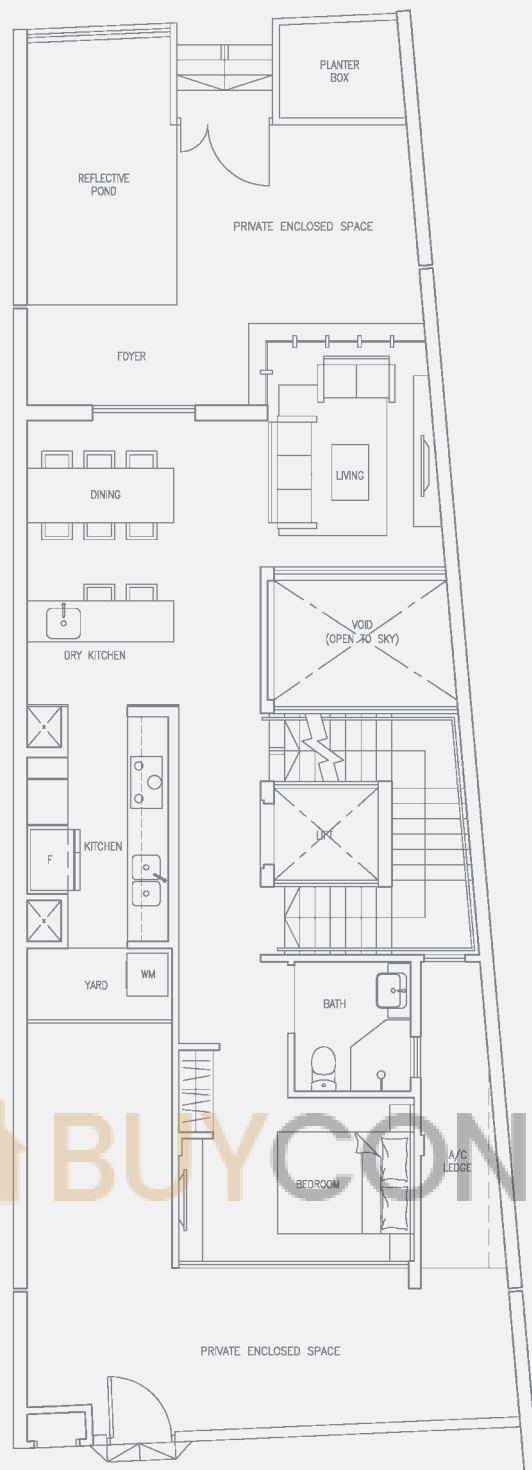 PLANTER
BOX
REFLECTIVE
POND
PRIVATE ENCLOSED SPACE
FOYER
LIVING
DINING
VOID
(OPEN TO SKY)
DRY KITCHEN
LIFT
F
KITCHEN
WM
YARD
BATH
BUYCON
A/C
LEDGE
BEDROOM
PRIVATE ENCLOSED SPACE